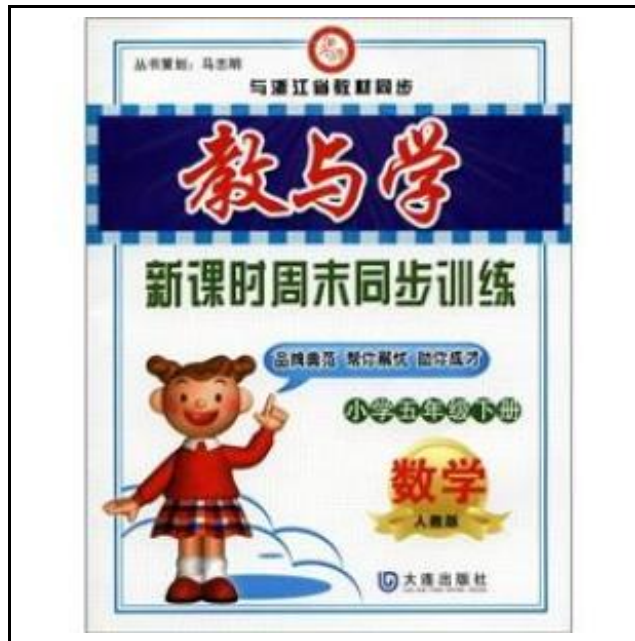 丛书策划：马志明
与浙江省教材同步
教与学
新课时周末同步训练
品牌典范 帮你解忧 助你成才
小学五年级下册
数学
人教版
大连出版社